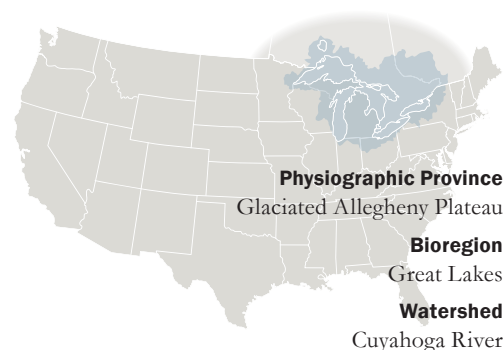 Physiographic Province
Glaciated Allegheny Plateau
Bioregion
Great Lakes
Watershed
Cuyahoga River